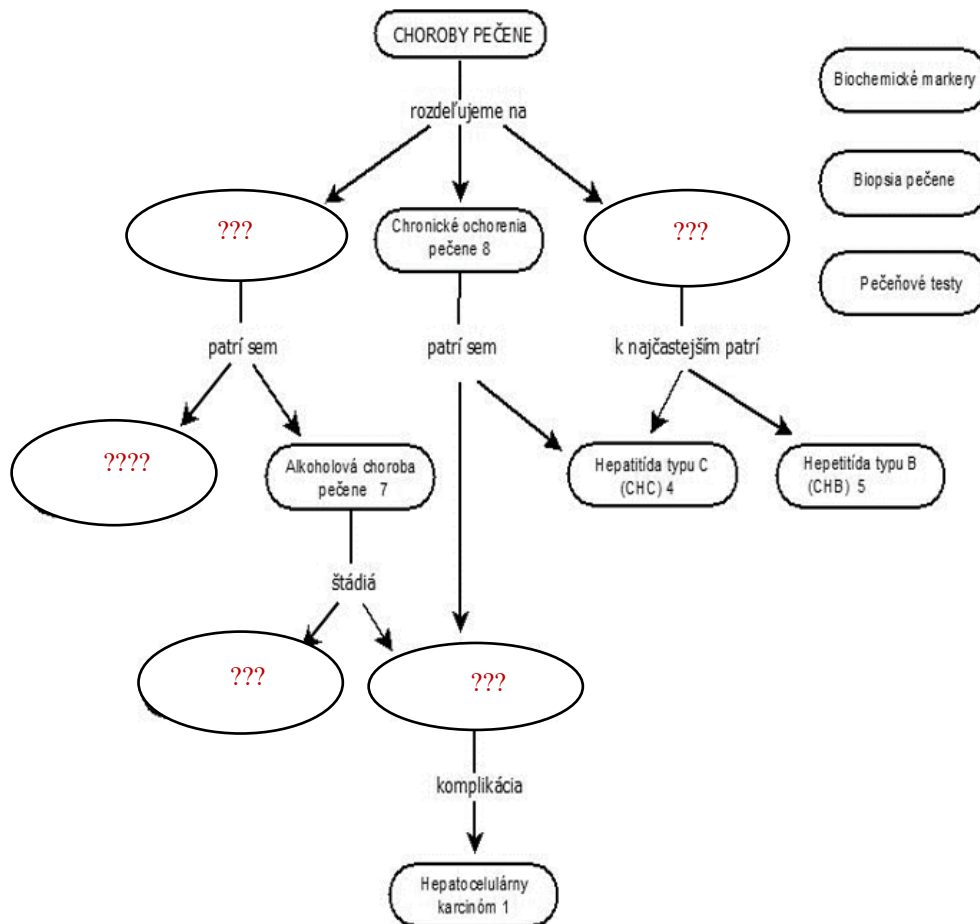 CHOROBY PEČENE
rozdeľujeme na
Biochemické markery
Biopsia pečene
Pečeňové testy
???
Chronické ochorenia
pečene 8
???
patrí sem
patrí sem
k najčastejším patrí
????
Alkoholová choroba
pečene 7
Hepatitída typu C
(CHC) 4
Hepetitída typu B
(CHB) 5
štádiá
???
???
komplikácia
Hepatocelulárny
karcinóm 1